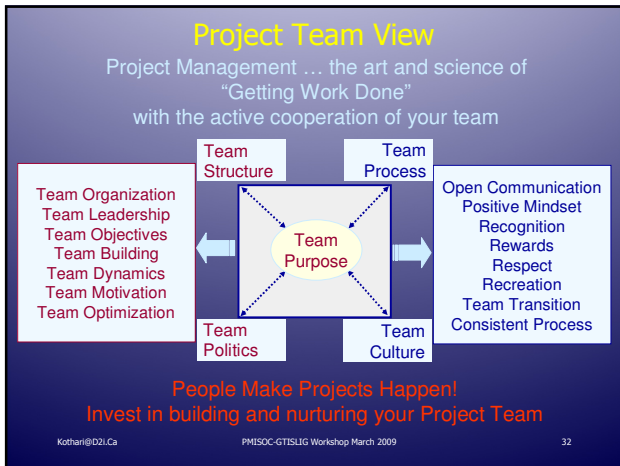 Project Team View
Project Management … the art and science of
“Getting Work Done”
with the active cooperation of your team
Team
Structure
Team
Process
Team Organization
Team Leadership
Team Objectives
Team Building
Team Dynamics
Team Motivation
Team Optimization
Team
Purpose
Open Communication
Positive Mindset
Recognition
Rewards
Respect
Recreation
Team Transition
Consistent Process
Team
Politics
Team
Culture
People Make Projects Happen!
Invest in building and nurturing your Project Team
Kothari@D2i.Ca PMISOC-GTISLIG Workshop March 2009 32